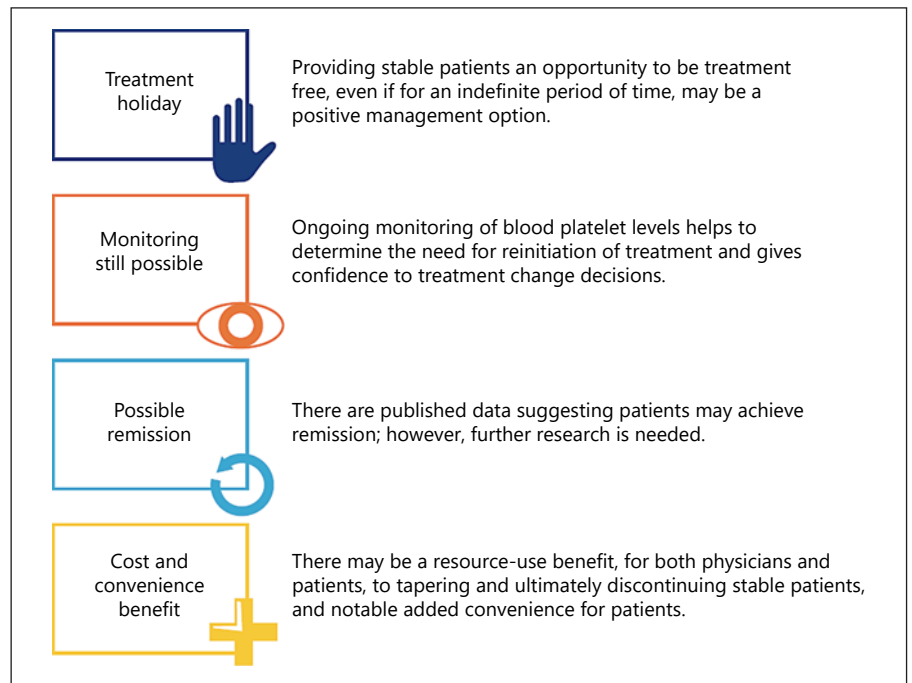 Treatment
holiday
Providing stable patients an opportunity to be treatment
free, even if for an indefinite period of time, may be a
positive management option.
Monitoring
still possible
Ongoing monitoring of blood platelet levels helps to
determine the need for reinitiation of treatment and gives
confidence to treatment change decisions.
Possible
remission
There are published data suggesting patients may achieve
remission; however, further research is needed.
Cost and
convenience
benefit
There may be a resource-use benefit, for both physicians and
patients, to tapering and ultimately discontinuing stable patients,
and notable added convenience for patients.